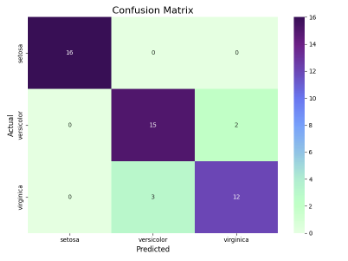 Confusion Matrix
16
setosa
16 0 0
14
12
10
Actual
versicolor
0 15 2
8
6
4
virginica
0 3 12
2
0
setosa versicolor virginica
Predicted